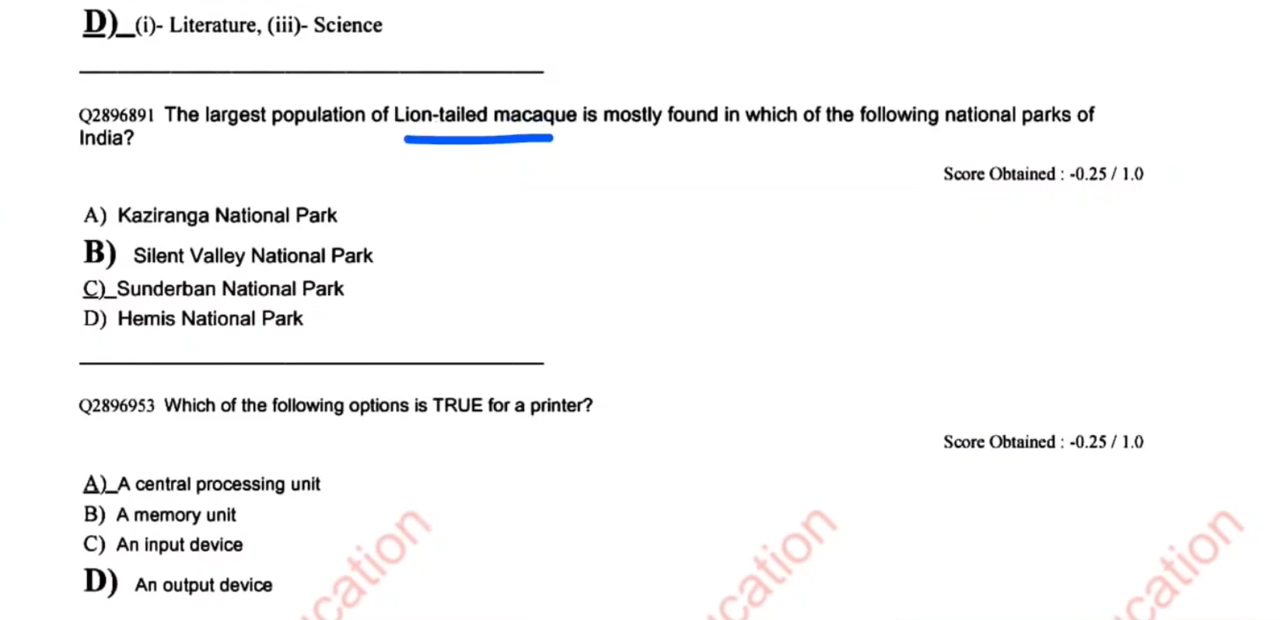 D)_(i)- Literature, (iii)- Science
Q2896891 The largest population of Lion-tailed macaque is mostly found in which of the following national parks of
India?
Score Obtained : -0.25 / 1.0
A) Kaziranga National Park
B) Silent Valley National Park
C)_Sunderban National Park
D) Hemis National Park
Q2896953 Which of the following options is TRUE for a printer?
Score Obtained : -0.25 / 1.0
A)_A central processing unit
B) A memory unit
C) An input device
D) An output device
cation
cation
cation